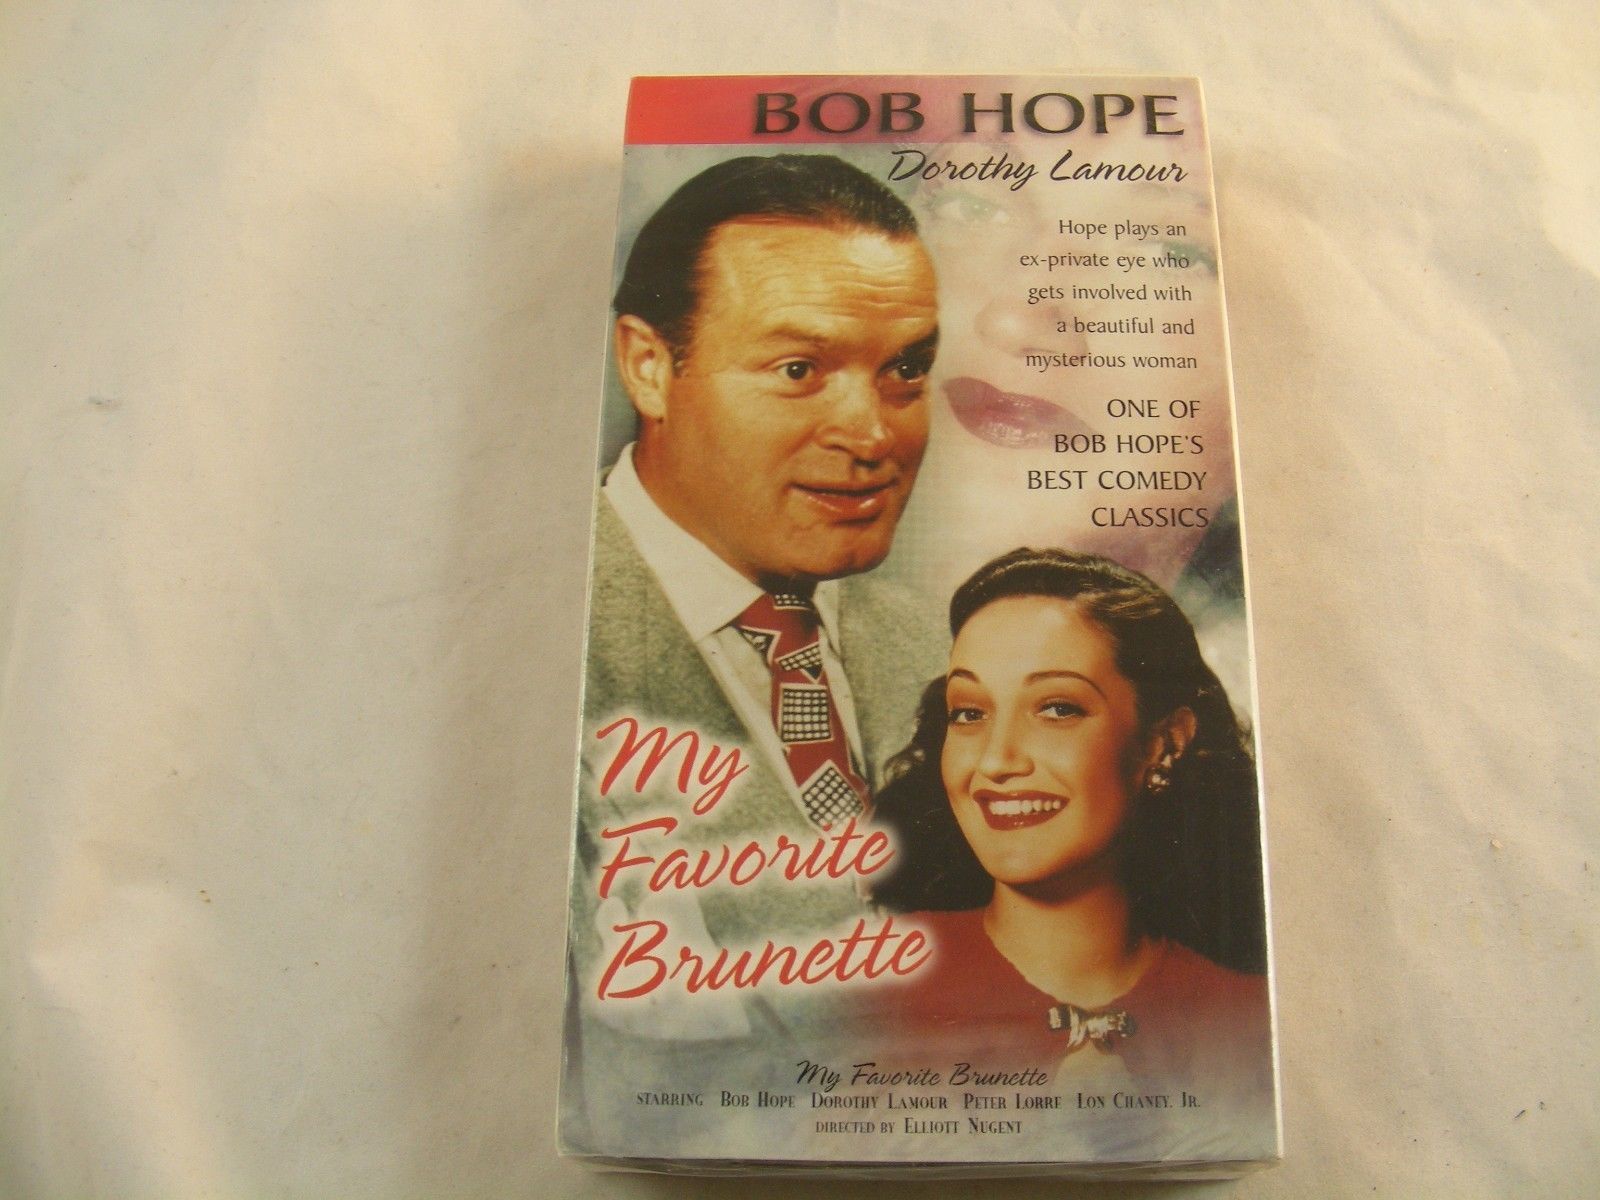 BOB HOPE
Dorothy Lamour
Hope plays an
ex-private eye who
gets involved with
a beautiful and
mysterious woman
ONE OF
BOB HOPE'S
BEST COMEDY
CLASSICS
My
Favorite
Brunette
My Favorite Brunette
STARRING BOB HOPE DOROTHY LAMOUR PETER LORRE LON CHANEY, JR.
DIRECTED BY ELLIOTT NUGENT